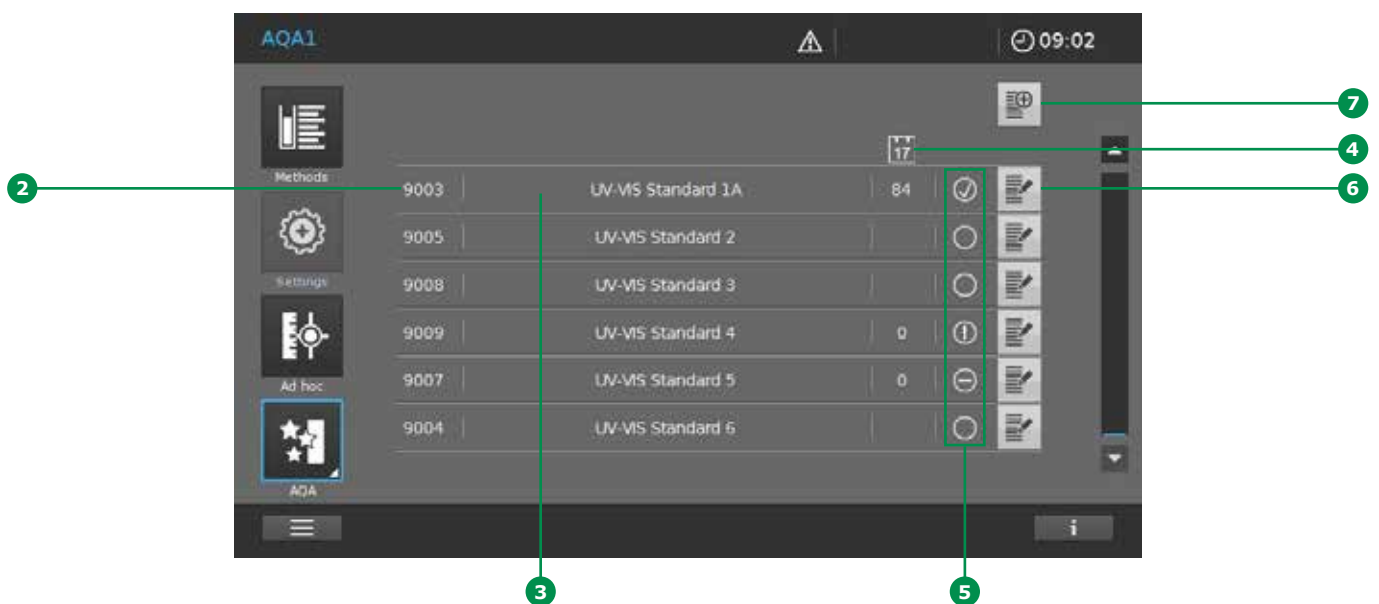 AQA1 09:02
7
17 4
Methods
2 9003 UV-VIS Standard 1A 84 6
9005 UV-VIS Standard 2
Settings
9008 UV-VIS Standard 3
9009 UV-VIS Standard 4 0
Ad hoc
9007 UV-VIS Standard 5 0
9004 UV-VIS Standard 6
AQA
i
3 5